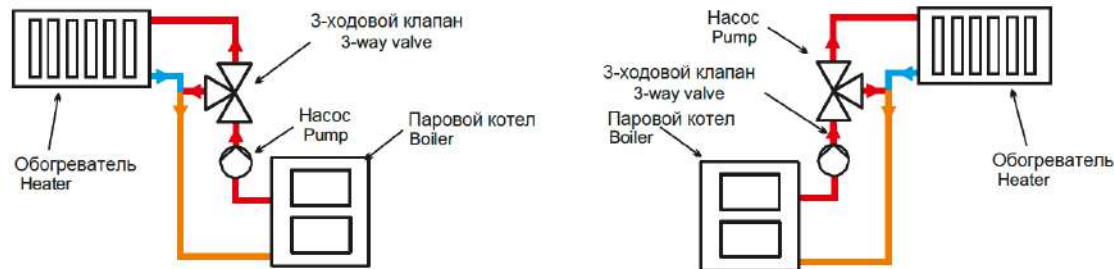 3-ходовой клапан
3-way valve
Насос
Pump
Паровой котел
Boiler
Обогреватель
Heater
Насос
Pump
3-ходовой клапан
3-way valve
Паровой котел
Boiler
Обогреватель
Heater